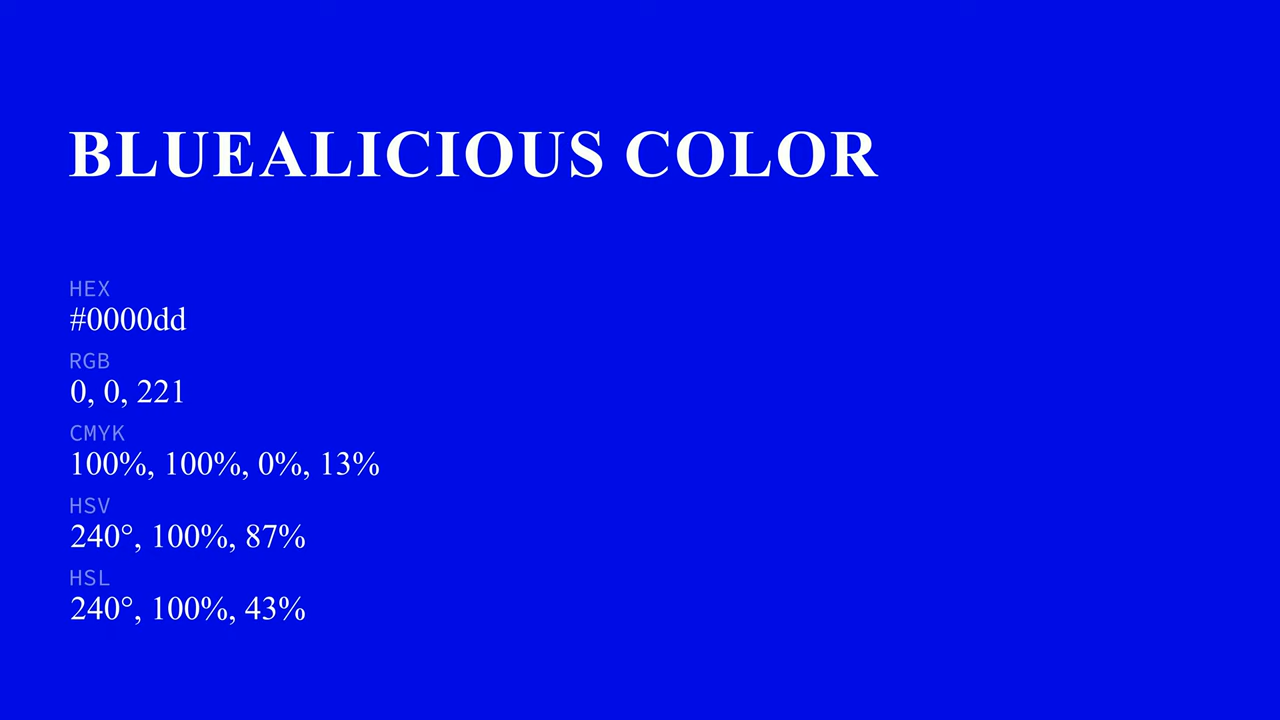 BLUEALICIOUS COLOR
HEX
#0000dd
RGB
0, 0, 221
CMYK
100%, 100%, 0%, 13%
HSV
240°, 100%, 87%
HSL
240°, 100%, 43%